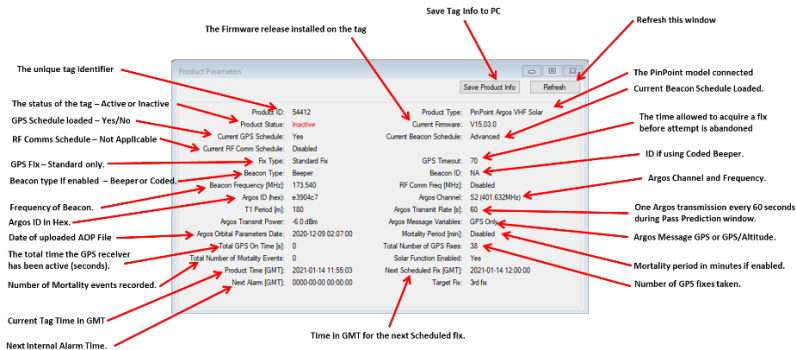 Save Tag Info to PC
The Firmware release installed on the tag
Refresh this window
The unique tag identifier
The status of the tag – Active or Inactive
GPS Schedule loaded – Yes/No
RF Comms Schedule – Not Applicable
GPS Fix – Standard only.
Beacon type If enabled – Beeper or Coded.
Frequency of Beacon.
Argos ID In Hex.
Date of uploaded AOP File
The total time the GPS receiver
has been active (seconds).
Number of Mortality events recorded.
Current Tag Time in GMT
Next Internal Alarm Time.
Product Parameters
Save Product Info
Refresh
Product ID: 54412
Product Status: Inactive
Current GPS Schedule: Yes
Current RF Comm Schedule: Disabled
Fix Type: Standard Fix
Beacon Type: Beeper
Beacon Frequency [MHz]: 173.540
Argos ID (hex): e3904c7
T1 Period [m]: 180
Argos Transmit Power: -6.0 dBm
Argos Orbital Parameters Date: 2020-12-09 02:07:00
Total GPS On Time [s]: 0
Total Number of Mortality Events: 0
Product Time [GMT]: 2021-01-14 11:55:03
Next Alarm [GMT]: 0000-00-00 00:00:00
Product Type: PinPoint Argos VHF Solar
Current Firmware: V15.03.0
Current Beacon Schedule: Advanced
GPS Timeout: 70
Beacon ID: NA
RF Comm Freq [MHz]: Disabled
Argos Channel: 52 (401.632MHz)
Argos Transmit Rate [s]: 60
Argos Message Variables: GPS Only
Mortality Period [min]: Disabled
Total Number of GPS Fixes: 38
Solar Function Enabled: Yes
Next Scheduled Fix [GMT]: 2021-01-14 12:00:00
Target Fix: 3rd fix
The PinPoint model connected
Current Beacon Schedule Loaded.
The time allowed to acquire a fix
before attempt is abandoned
ID if using Coded Beeper.
Argos Channel and Frequency.
One Argos transmission every 60 seconds
during Pass Prediction window.
Argos Message GPS or GPS/Altitude.
Mortality period in minutes if enabled.
Number of GPS fixes taken.
Time in GMT for the next Scheduled fix.